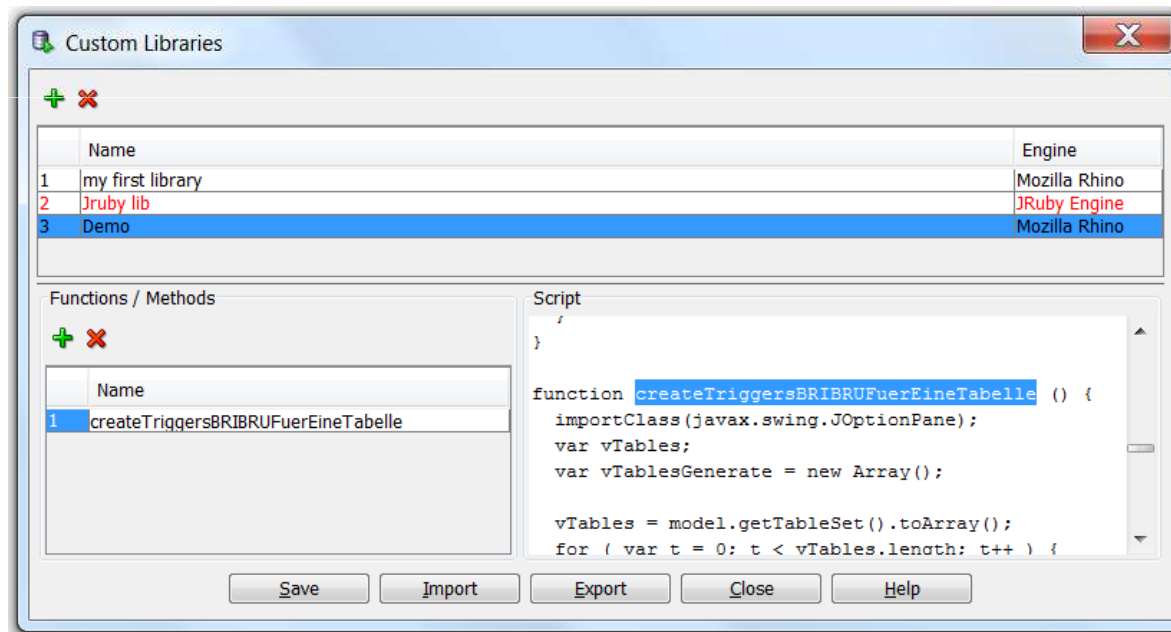 Custom Libraries
Name Engine
1 my first library Mozilla Rhino
2 Jruby lib JRuby Engine
3 Demo Mozilla Rhino
Functions / Methods
Name
1 createTriggersBRIBRUFuerEineTabelle
Script
}
}
function createTriggersBRIBRUFuerEineTabelle () {
importClass(javax.swing.JOptionPane);
var vTables;
var vTablesGenerate = new Array();
vTables = model.getTableSet().toArray();
for ( var t = 0; t < vTables.length; t++ ) {
Save Import Export Close Help